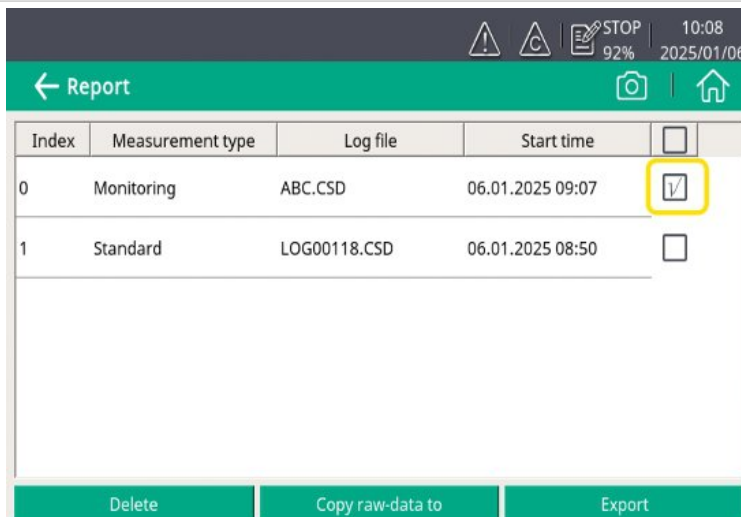 STOP 10:08
92% 2025/01/06
← Report
Index Measurement type Log file Start time
0 Monitoring ABC.CSD 06.01.2025 09:07
1 Standard LOG00118.CSD 06.01.2025 08:50
Delete Copy raw-data to Export